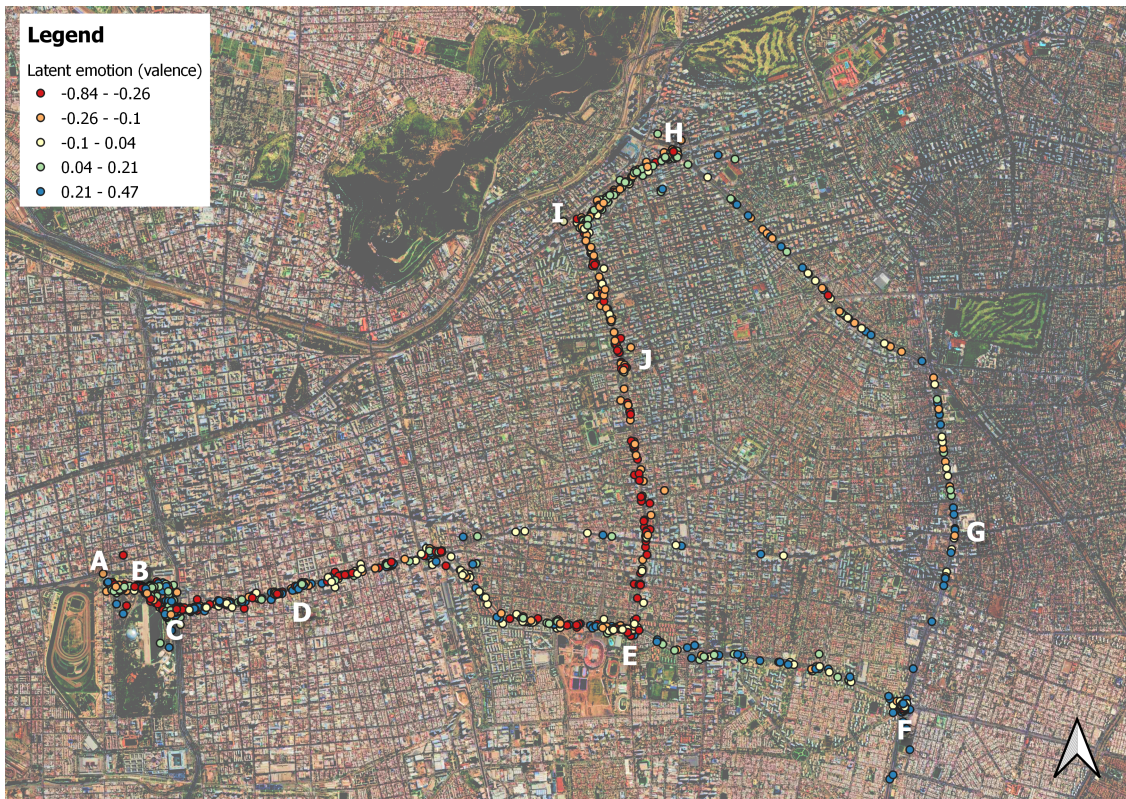 Legend
Latent emotion (valence)
-0.84 - -0.26
-0.26 - -0.1
-0.1 - 0.04
0.04 - 0.21
0.21 - 0.47
H
I
J
G
A
B
D
C
E
F